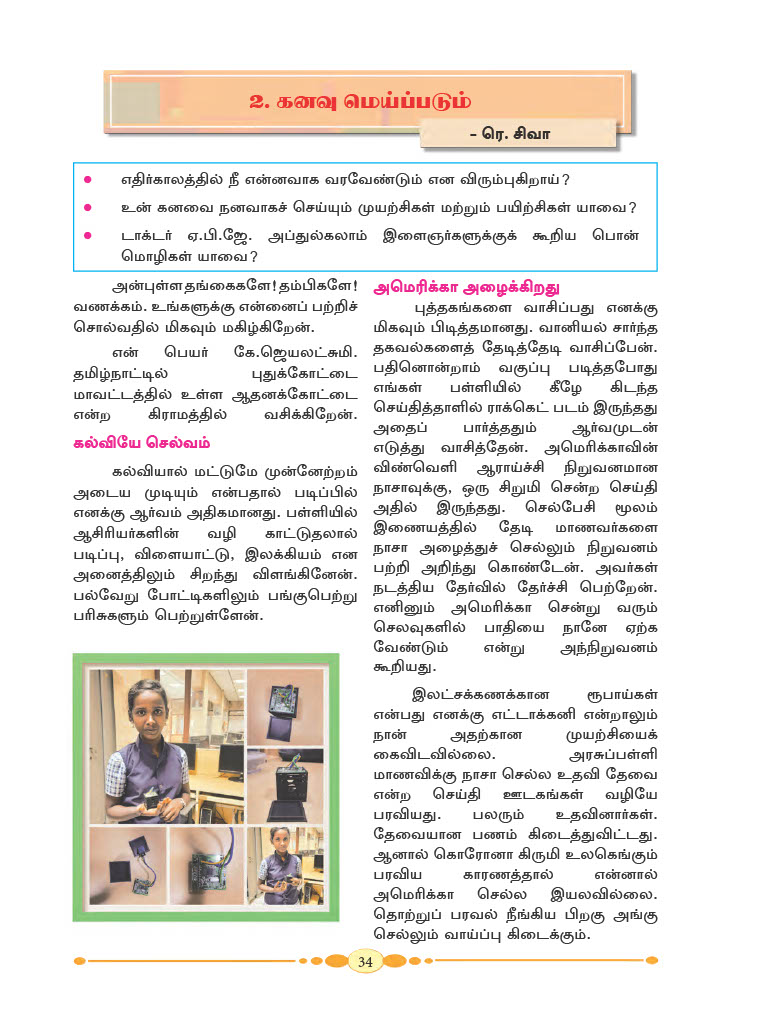 2. கனவு மெய்ப்படும்
- ரெ. சிவா
• எதிர்காலத்தில் நீ என்னவாக வரவேண்டும் என விரும்புகிறாய்?
• உன் கனவை நனவாகச் செய்யும் முயற்சிகள் மற்றும் பயிற்சிகள் யாவை?
• டாக்டர் ஏ.பி.ஜே. அப்துல்கலாம் இளைஞர்களுக்குக் கூறிய பொன்
மொழிகள் யாவை?
அன்புள்ள தங்கைகளே! தம்பிகளே!
வணக்கம். உங்களுக்கு என்னைப் பற்றிச்
சொல்வதில் மிகவும் மகிழ்கிறேன்.
என் பெயர் கே.ஜெயலட்சுமி.
தமிழ்நாட்டில் புதுக்கோட்டை
மாவட்டத்தில் உள்ள ஆதனக்கோட்டை
என்ற கிராமத்தில் வசிக்கிறேன்.
கல்வியே செல்வம்
கல்வியால் மட்டுமே முன்னேற்றம்
அடைய முடியும் என்பதால் படிப்பில்
எனக்கு ஆர்வம் அதிகமானது. பள்ளியில்
ஆசிரியர்களின் வழி காட்டுதலால்
படிப்பு, விளையாட்டு, இலக்கியம் என
அனைத்திலும் சிறந்து விளங்கினேன்.
பல்வேறு போட்டிகளிலும் பங்குபெற்று
பரிசுகளும் பெற்றுள்ளேன்.
அமெரிக்கா அழைக்கிறது
புத்தகங்களை வாசிப்பது எனக்கு
மிகவும் பிடித்தமானது. வானியல் சார்ந்த
தகவல்களைத் தேடித்தேடி வாசிப்பேன்.
பதினொன்றாம் வகுப்பு படித்தபோது
எங்கள் பள்ளியில் கீழே கிடந்த
செய்தித்தாளில் ராக்கெட் படம் இருந்தது
அதைப் பார்த்ததும் ஆர்வமுடன்
எடுத்து வாசித்தேன். அமெரிக்காவின்
விண்வெளி ஆராய்ச்சி நிறுவனமான
நாசாவுக்கு, ஒரு சிறுமி சென்ற செய்தி
அதில் இருந்தது. செல்பேசி மூலம்
இணையத்தில் தேடி மாணவர்களை
நாசா அழைத்துச் செல்லும் நிறுவனம்
பற்றி அறிந்து கொண்டேன். அவர்கள்
நடத்திய தேர்வில் தேர்ச்சி பெற்றேன்.
எனினும் அமெரிக்கா சென்று வரும்
செலவுகளில் பாதியை நானே ஏற்க
வேண்டும் என்று அந்நிறுவனம்
கூறியது.
இலட்சக்கணக்கான ரூபாய்கள்
என்பது எனக்கு எட்டாக்கனி என்றாலும்
நான் அதற்கான முயற்சியைக்
கைவிடவில்லை. அரசுப்பள்ளி
மாணவிக்கு நாசா செல்ல உதவி தேவை
என்ற செய்தி ஊடகங்கள் வழியே
பரவியது. பலரும் உதவினார்கள்.
தேவையான பணம் கிடைத்துவிட்டது.
ஆனால் கொரோனா கிருமி உலகெங்கும்
பரவிய காரணத்தால் என்னால்
அமெரிக்கா செல்ல இயலவில்லை.
தொற்றுப் பரவல் நீங்கிய பிறகு அங்கு
செல்லும் வாய்ப்பு கிடைக்கும்.
34